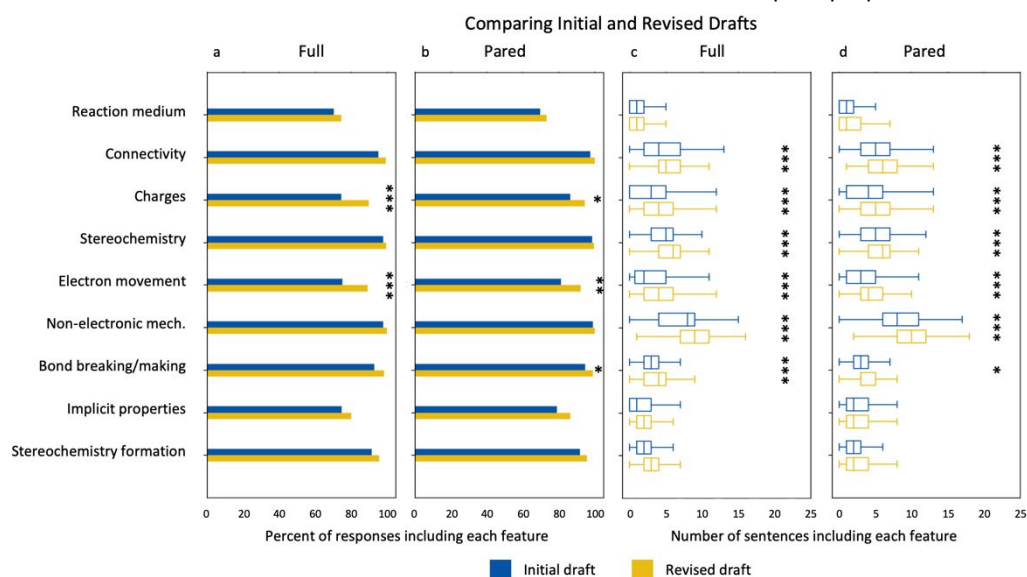 Comparing Initial and Revised Drafts
a Full b Pared c Full d Pared
Reaction medium
Connectivity *** ***
Charges *** * *** ***
Stereochemistry *** ***
Electron movement *** ** *** ***
Non-electronic mech. *** ***
Bond breaking/making * *** *
Implicit properties
Stereochemistry formation
0 20 40 60 80 100 0 20 40 60 80 100 0 5 10 15 20 25 0 5 10 15 20 25
Percent of responses including each feature Number of sentences including each feature
Initial draft Revised draft